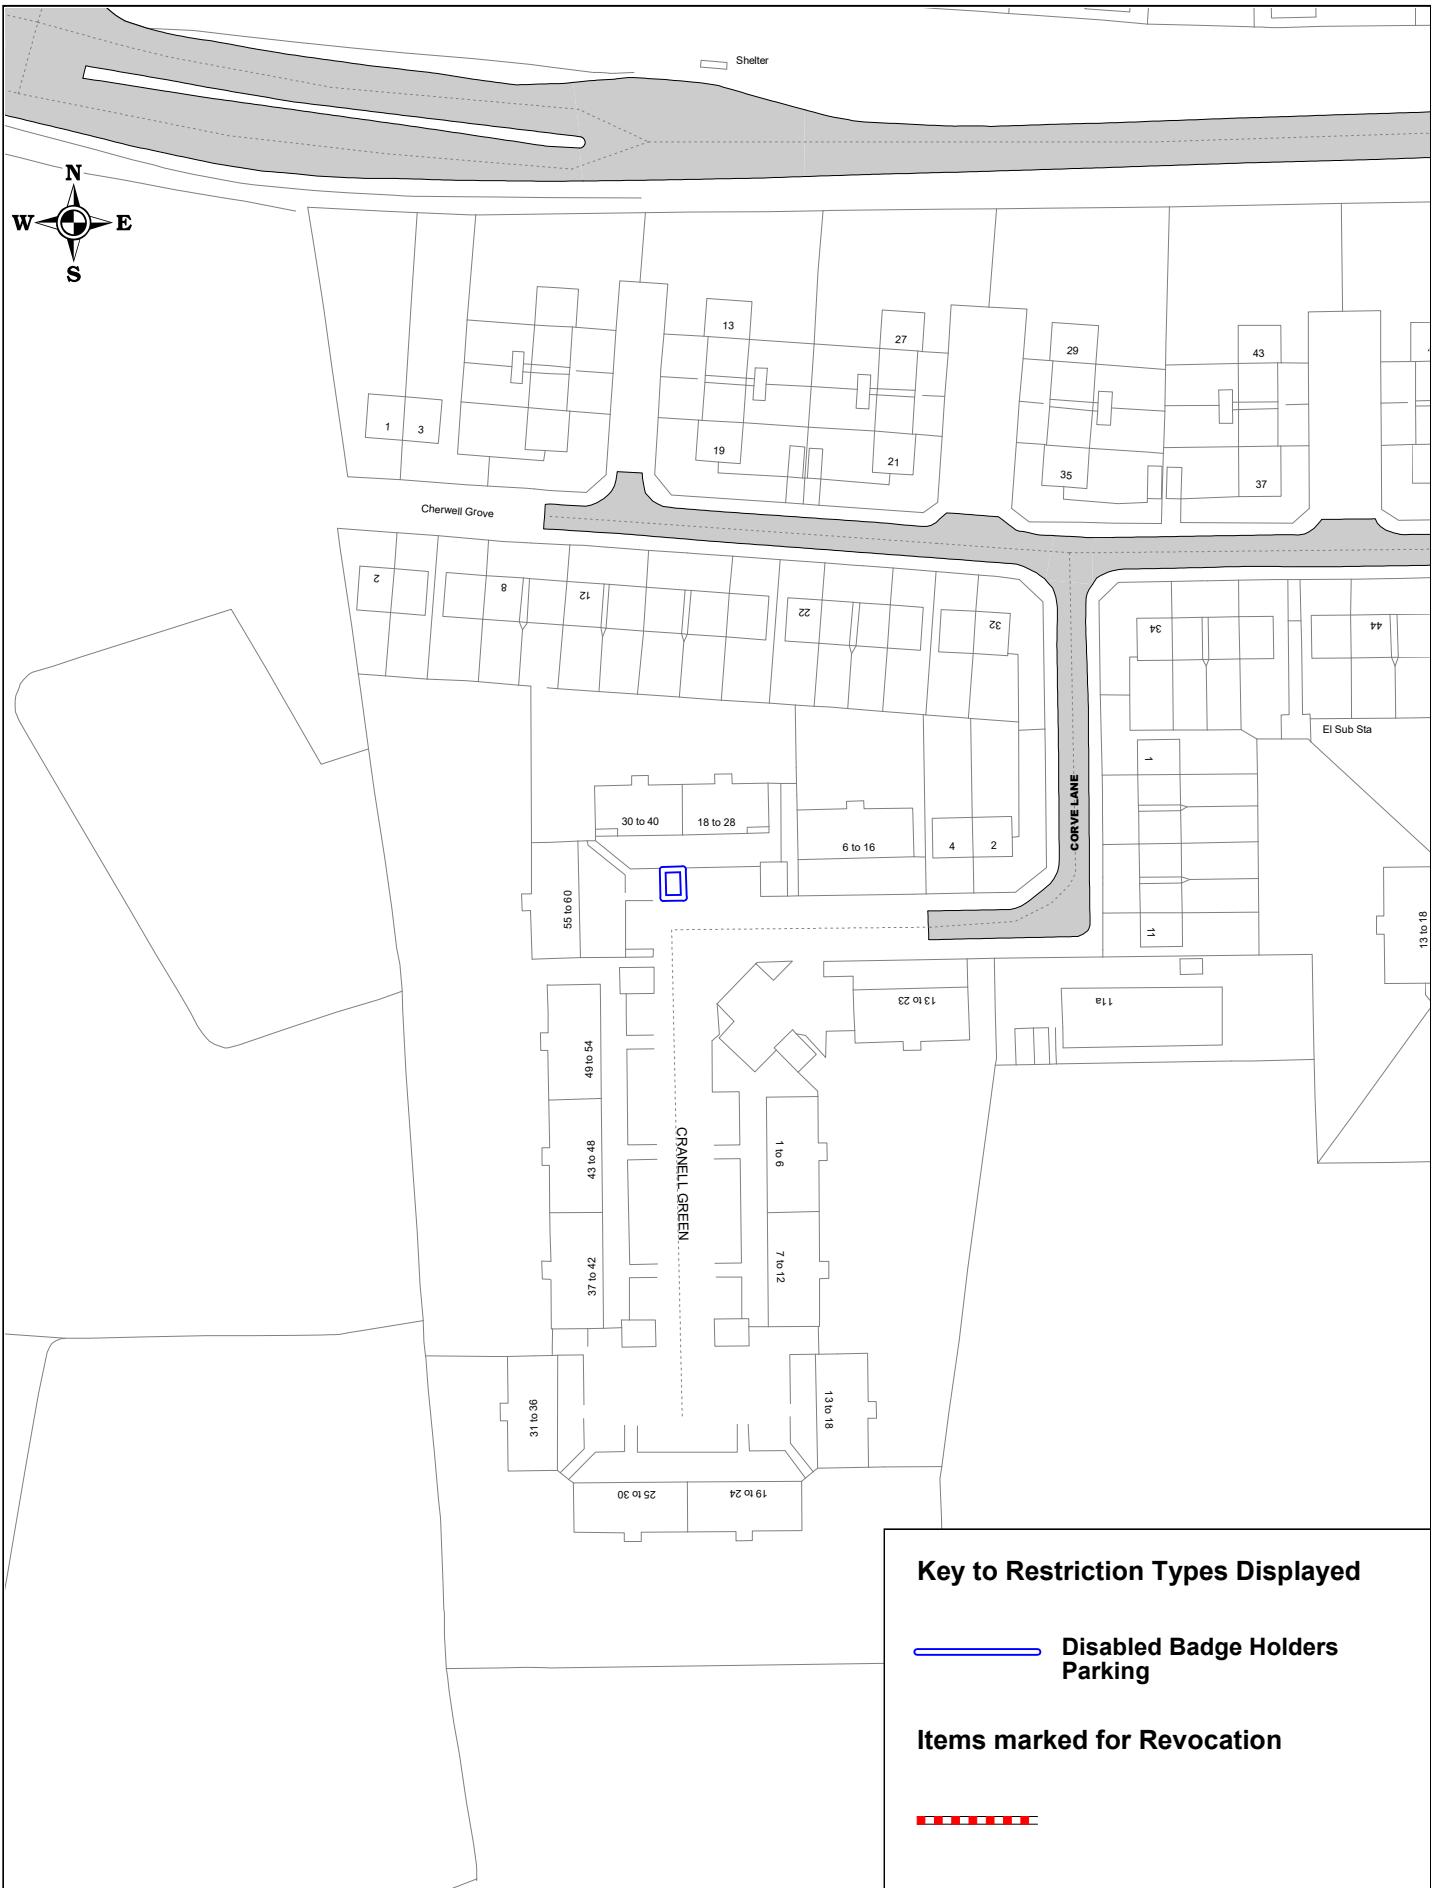 Shelter
N
W E
S
13
27
29
43
1
3
19
21
35
37
Cherwell Grove
2
8
12
22
32
34
44
El Sub Sta
1
CORVE LANE
30 to 40
18 to 28
6 to 16
4
2
55 to 60
11
13 to 18
13 to 23
11a
49 to 54
43 to 48
CRANELL GREEN
1 to 6
37 to 42
7 to 12
31 to 36
13 to 18
25 to 30
19 to 24
Key to Restriction Types Displayed
Disabled Badge Holders
Parking
Items marked for Revocation